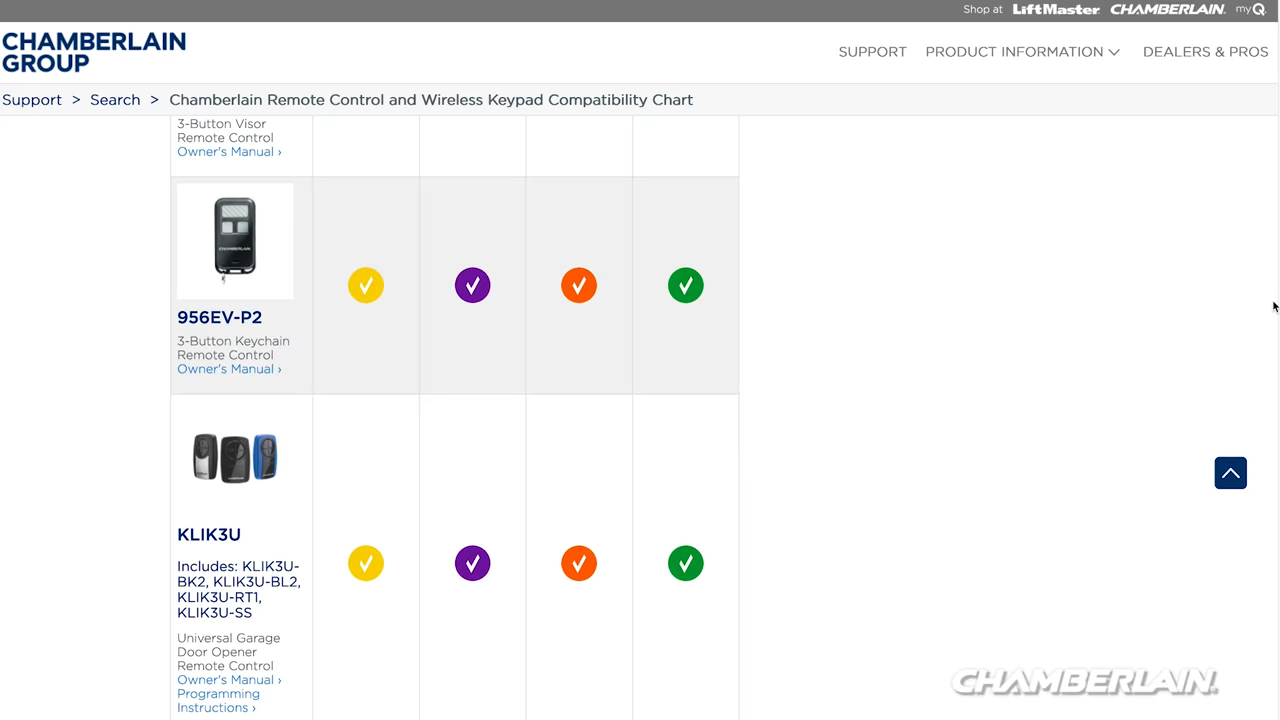 Shop at LiftMaster CHAMBERLAIN myQ
CHAMBERLAIN
GROUP
SUPPORT PRODUCT INFORMATION DEALERS & PROS
Support > Search > Chamberlain Remote Control and Wireless Keypad Compatibility Chart
3-Button Visor
Remote Control
Owner's Manual ›
CHAMBERLAIN
956EV-P2
3-Button Keychain
Remote Control
Owner's Manual ›
KLIK3U
Includes: KLIK3U-
BK2, KLIK3U-BL2,
KLIK3U-RT1,
KLIK3U-SS
Universal Garage
Door Opener
Remote Control
Owner's Manual ›
Programming
Instructions ›
CHAMBERLAIN